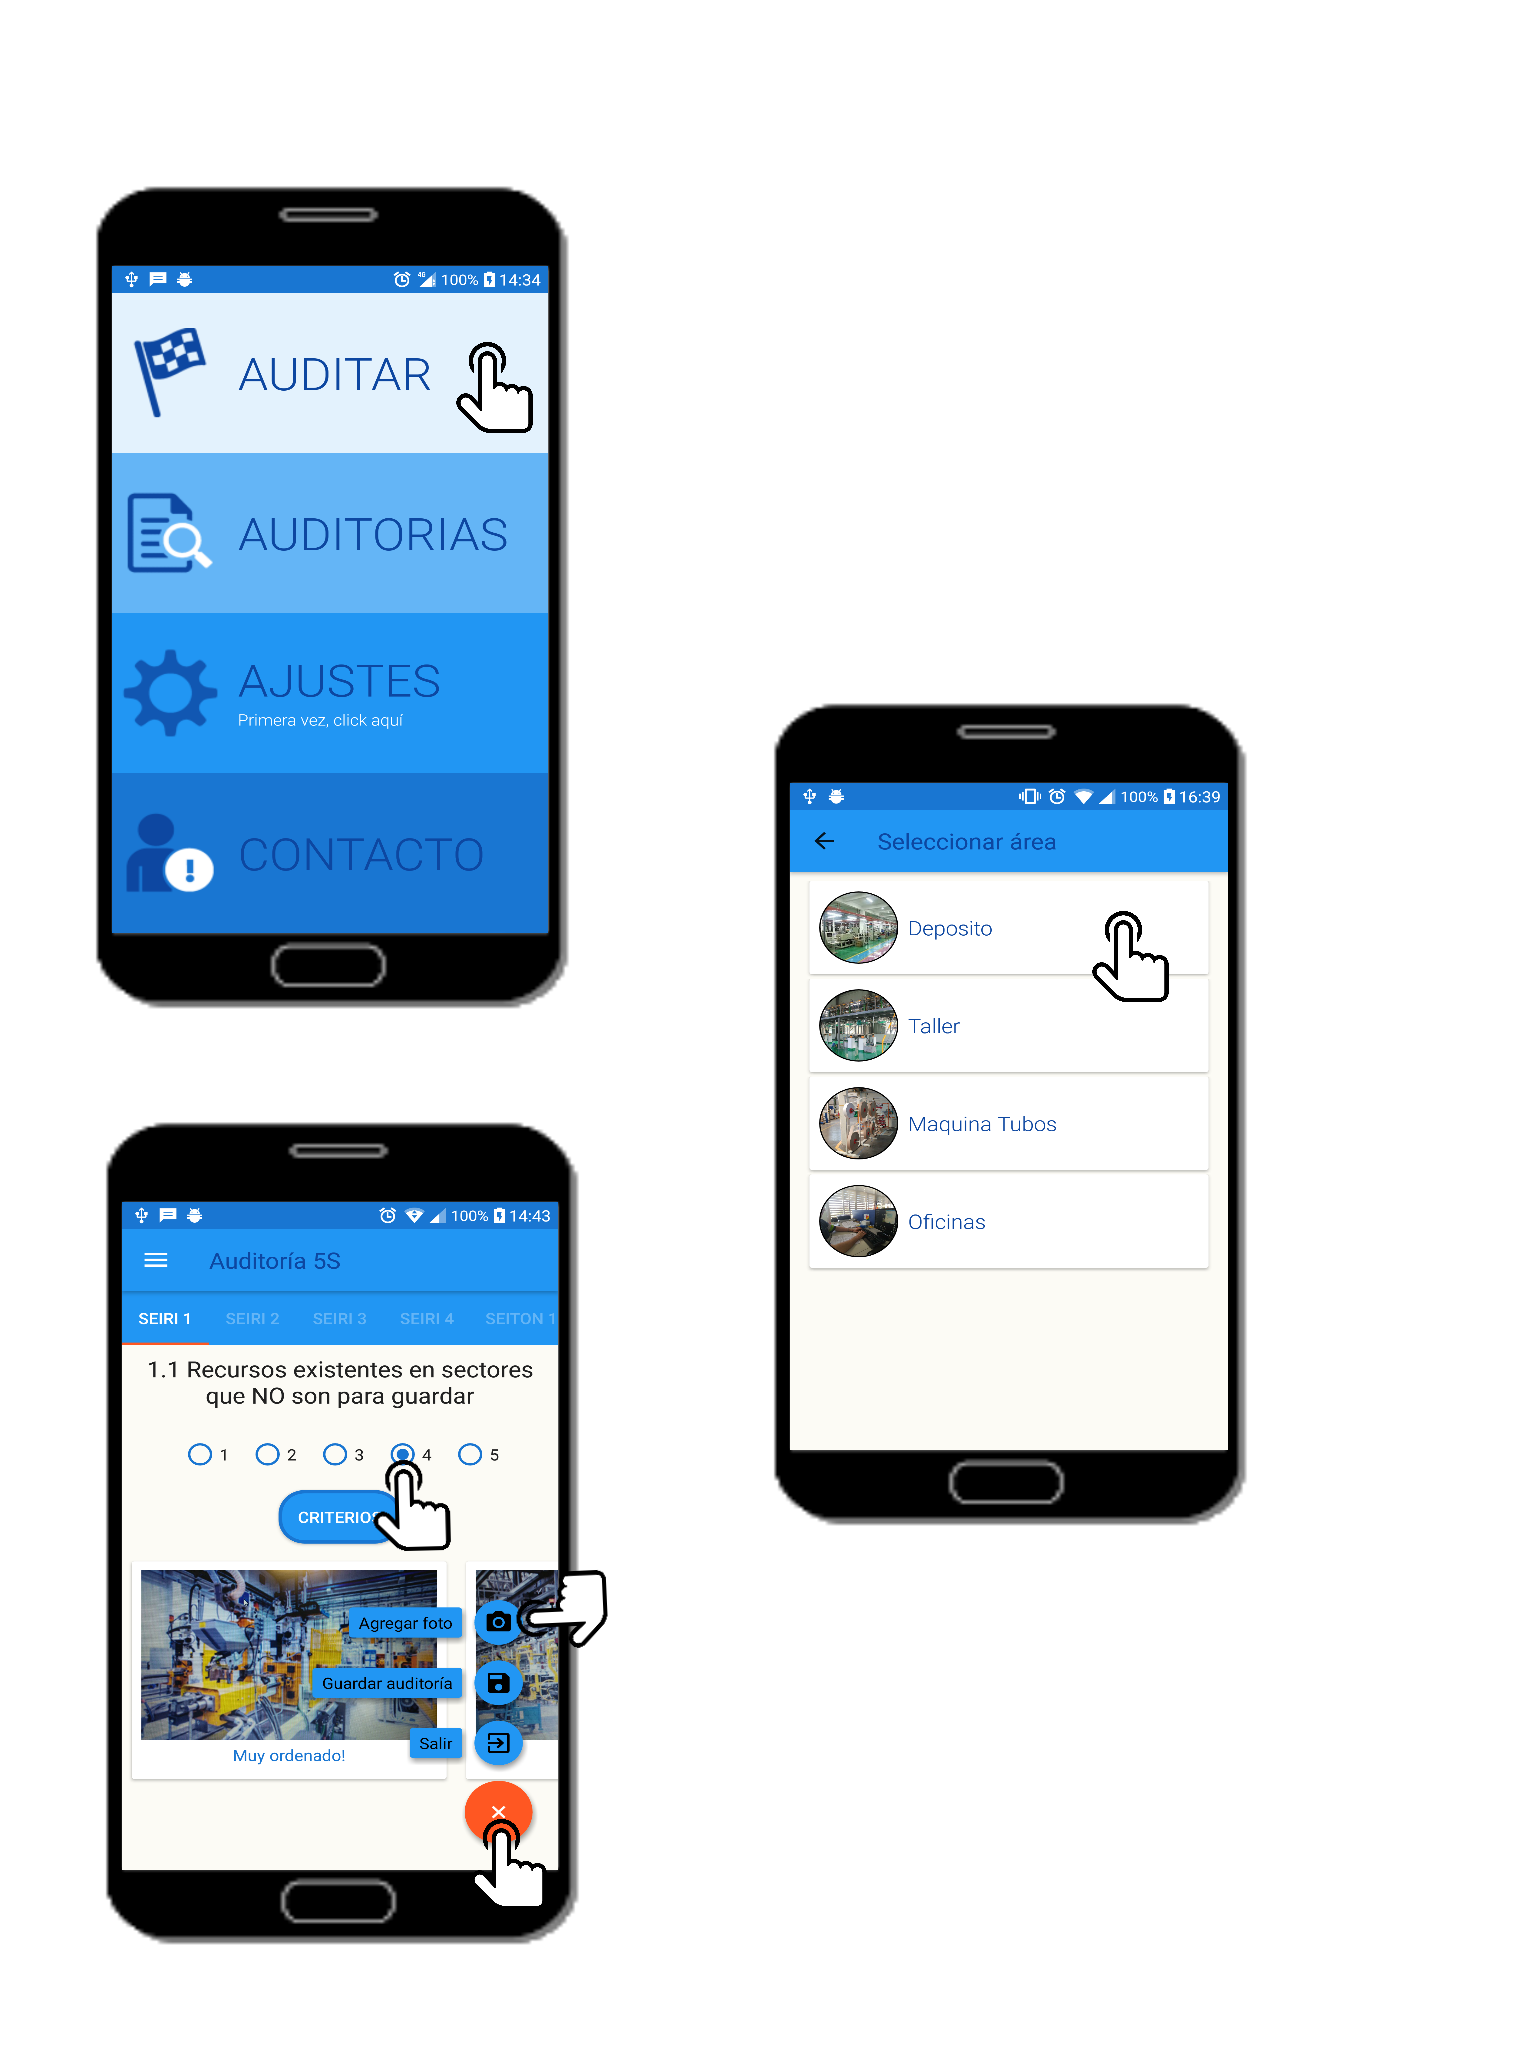 4G 100% 14:34
AUDITAR
AUDITORIAS
AJUSTES
Primera vez, click aquí
CONTACTO
100% 16:39
Seleccionar área
Deposito
Taller
Maquina Tubos
Oficinas
100% 14:43
Auditoría 5S
SEIRI 1 SEIRI 2 SEIRI 3 SEIRI 4 SEITON 1
1.1 Recursos existentes en sectores
que NO son para guardar
1 2 3 4 5
CRITERIOS
Agregar foto
Guardar auditoría
Salir
Muy ordenado!